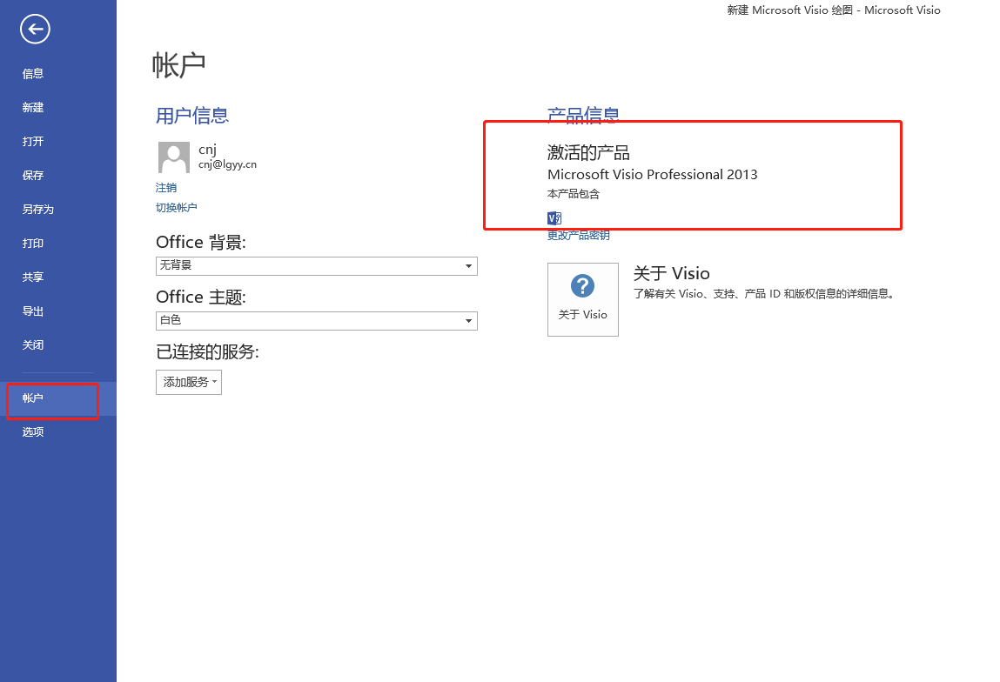 新建 Microsoft Visio 绘图 - Microsoft Visio
信息
新建
打开
保存
另存为
打印
共享
导出
关闭
帐户
选项
帐户
用户信息
cnj
cnj@lgyy.cn
注销
切换帐户
Office 背景:
无背景
Office 主题:
白色
已连接的服务:
添加服务
产品信息
激活的产品
Microsoft Visio Professional 2013
本产品包含
更改产品密钥
关于 Visio
关于 Visio
了解有关 Visio、支持、产品 ID 和版权信息的详细信息。